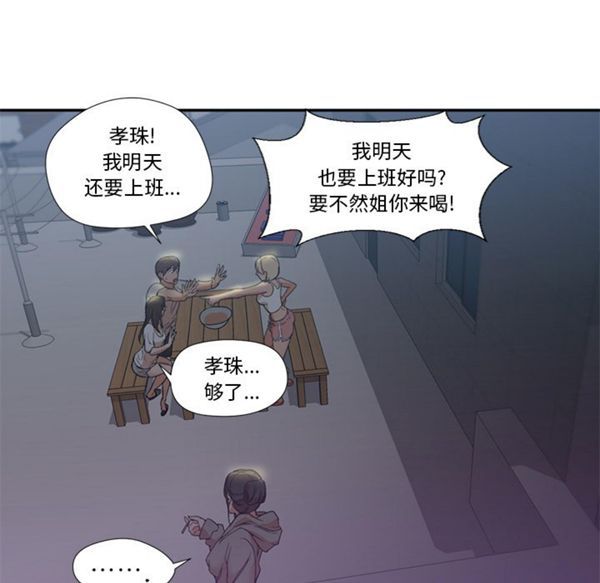 孝珠!
我明天
还要上班...
我明天
也要上班好吗?
要不然姐你来喝!
孝珠...
够了...
······.